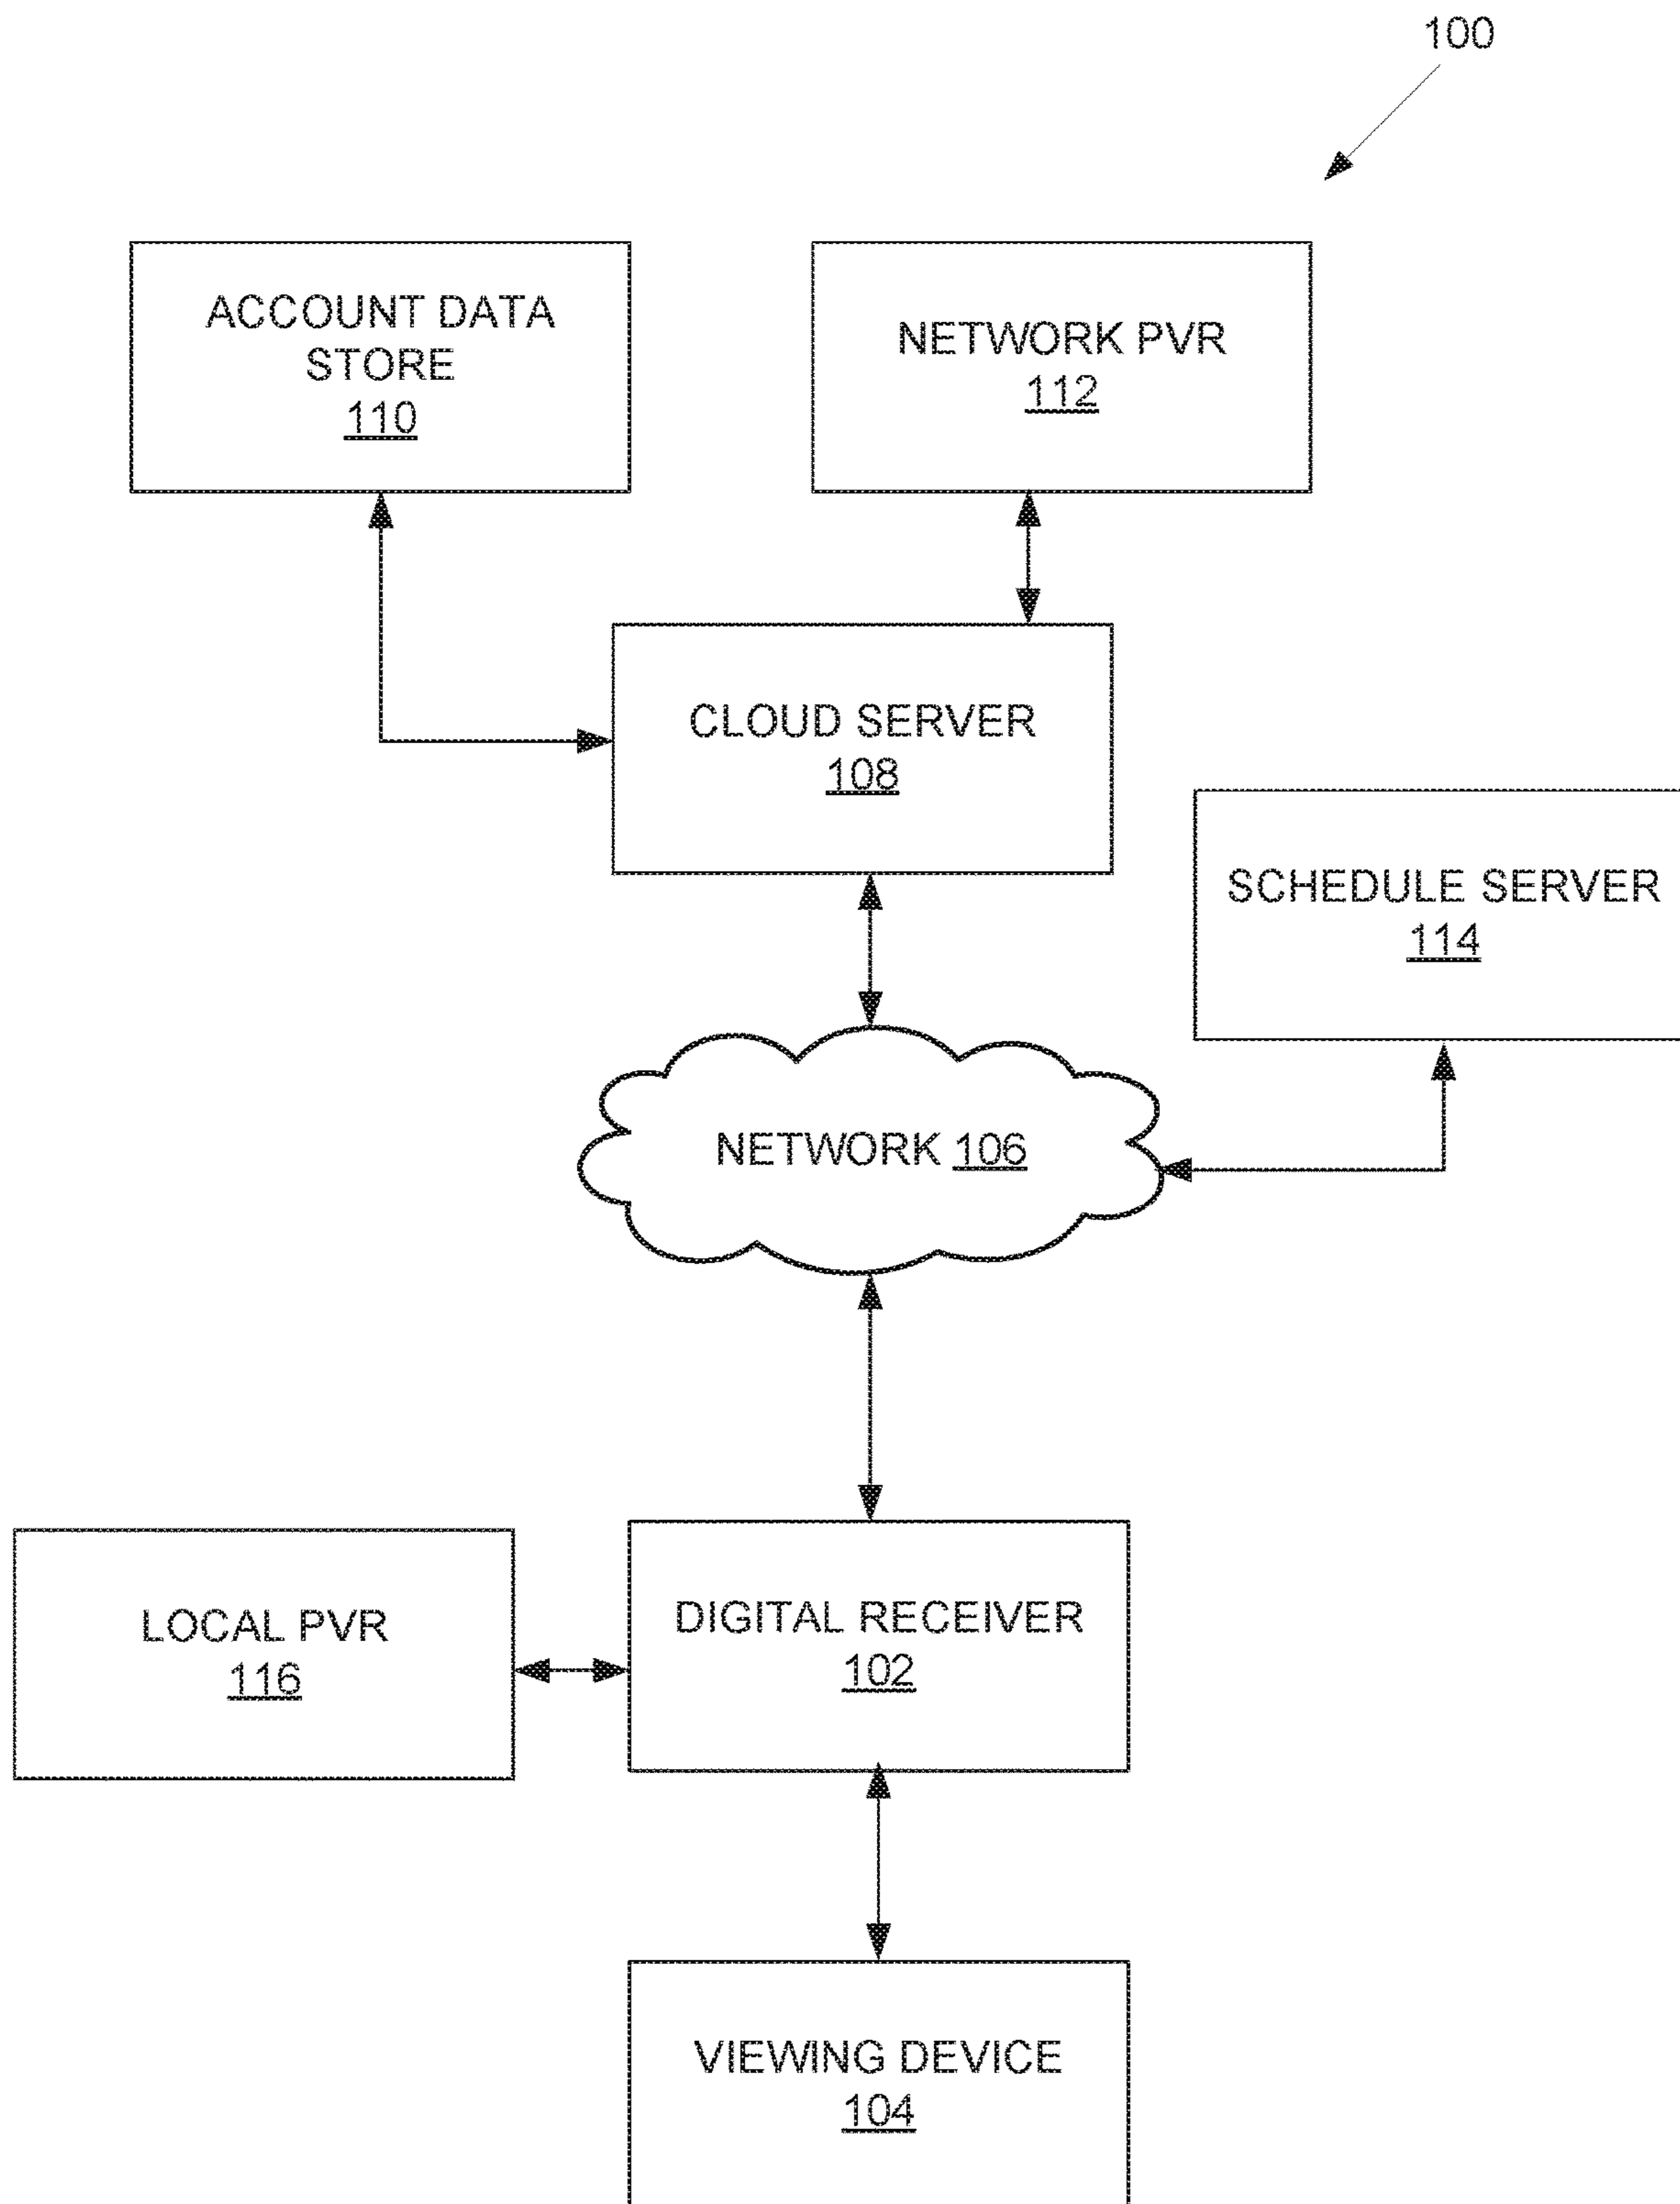 100
ACCOUNT DATA
STORE
110
NETWORK PVR
112
CLOUD SERVER
108
SCHEDULE SERVER
114
NETWORK 106
LOCAL PVR
116
DIGITAL RECEIVER
102
VIEWING DEVICE
104